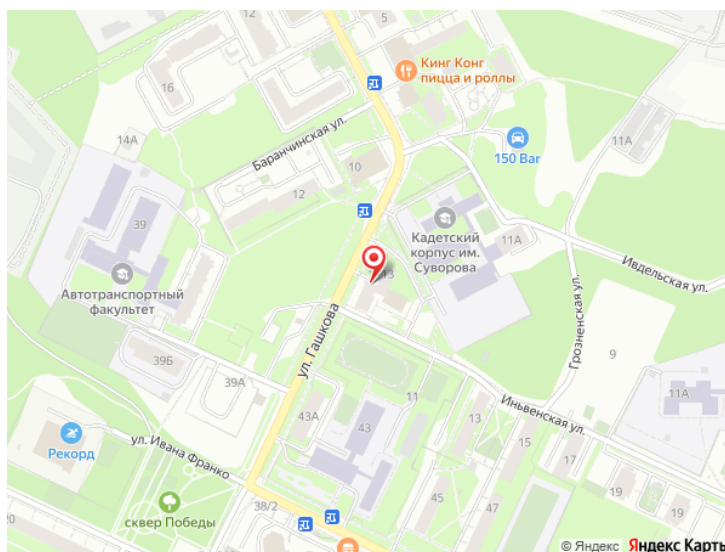 12
5
Кинг Конг
пицца и роллы
16
14А
Баранчинская ул.
11А
150 Bar
10
12
39
Кадетский
корпус им.
Суворова
11А
Ивдельская ул.
Автотранспортный
факультет
13
Грозненская ул.
ул. Гашкова
39Б
9
39А
11
Иньвенская ул.
11А
43А
13
43
15
Рекорд
ул. Ивана Франко
17
45
47
19
19
сквер Победы
38/2
20
© Яндекс Яндекс Карты